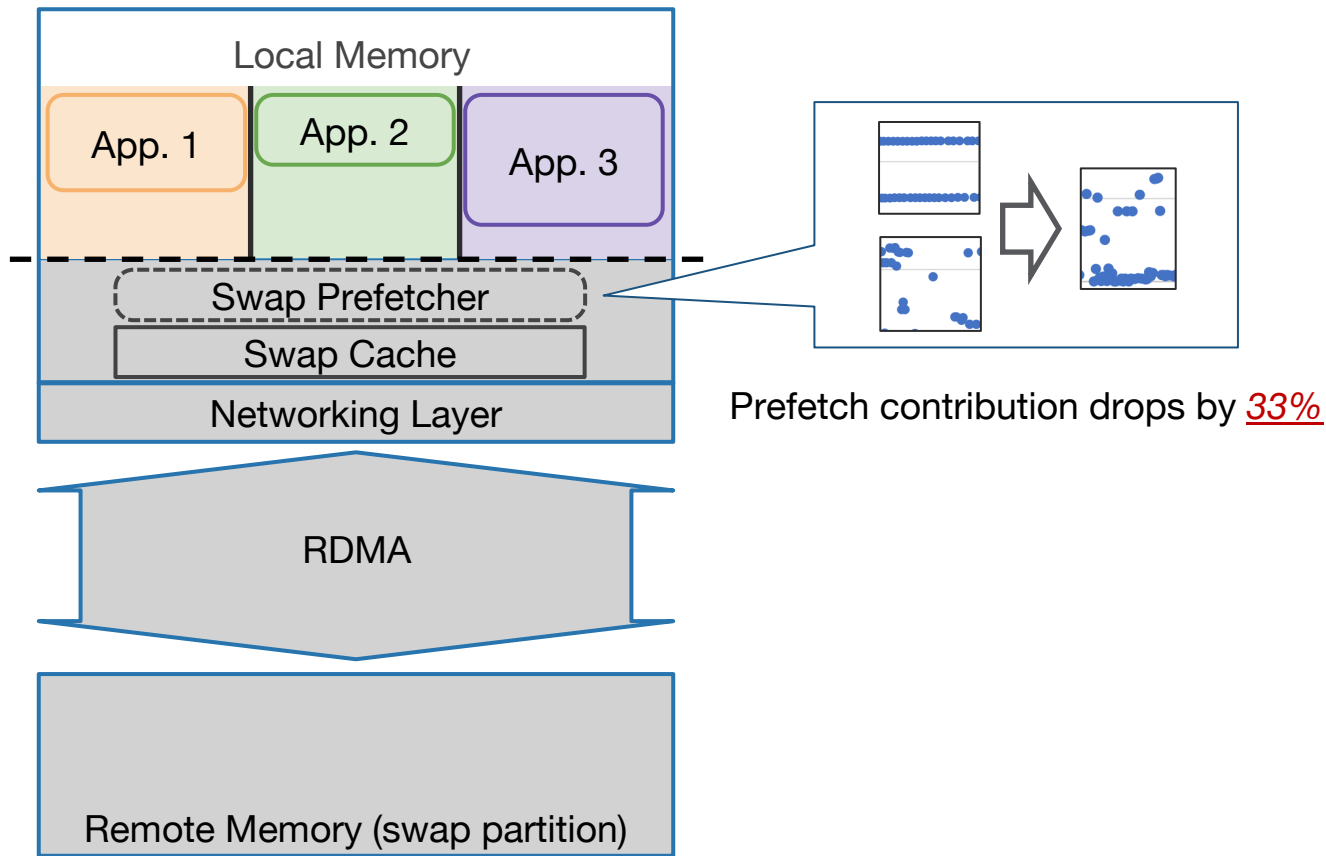 Local Memory
App. 1
App. 2
App. 3
Swap Prefetcher
Swap Cache
Networking Layer
Prefetch contribution drops by 33%
RDMA
Remote Memory (swap partition)